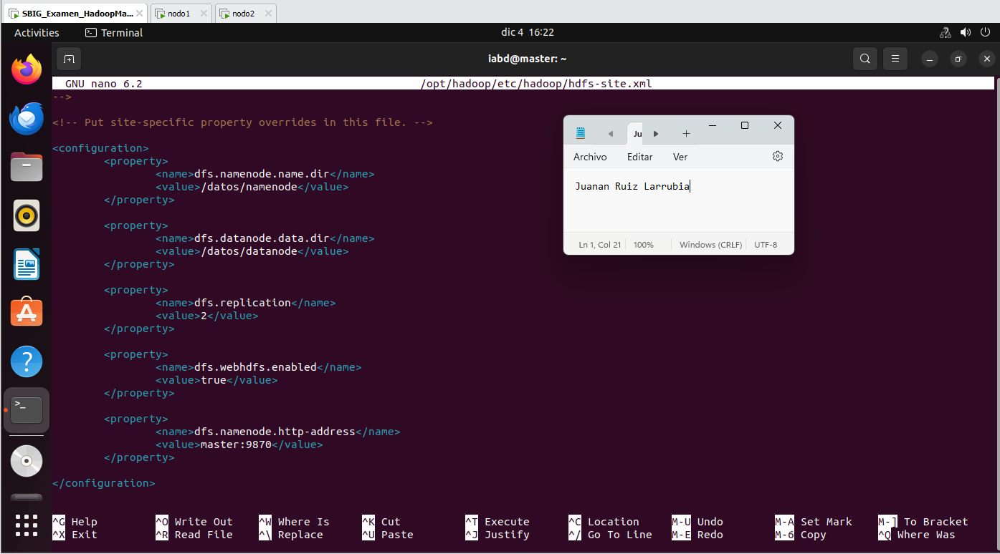 SBIG_Examen_HadoopMa...
nodo1
nodo2
Activities
Terminal
dic 4 16:22
iabd@master: ~
GNU nano 6.2
/opt/hadoop/etc/hadoop/hdfs-site.xml
-->
<!-- Put site-specific property overrides in this file. -->
<configuration>
<property>
<name>dfs.namenode.name.dir</name>
<value>/datos/namenode</value>
</property>
<property>
<name>dfs.datanode.data.dir</name>
<value>/datos/datanode</value>
</property>
<property>
<name>dfs.replication</name>
<value>2</value>
</property>
<property>
<name>dfs.webhdfs.enabled</name>
<value>true</value>
</property>
<property>
<name>dfs.namenode.http-address</name>
<value>master:9870</value>
</property>
</configuration>
Ju
Archivo Editar Ver
Juanan Ruiz Larrubia
Ln 1, Col 21 100% Windows (CRLF) UTF-8
^G Help ^O Write Out ^W Where Is ^K Cut ^T Execute ^C Location M-U Undo M-A Set Mark M-] To Bracket
^X Exit ^R Read File ^\ Replace ^U Paste ^J Justify ^/ Go To Line M-E Redo M-6 Copy ^Q Where Was